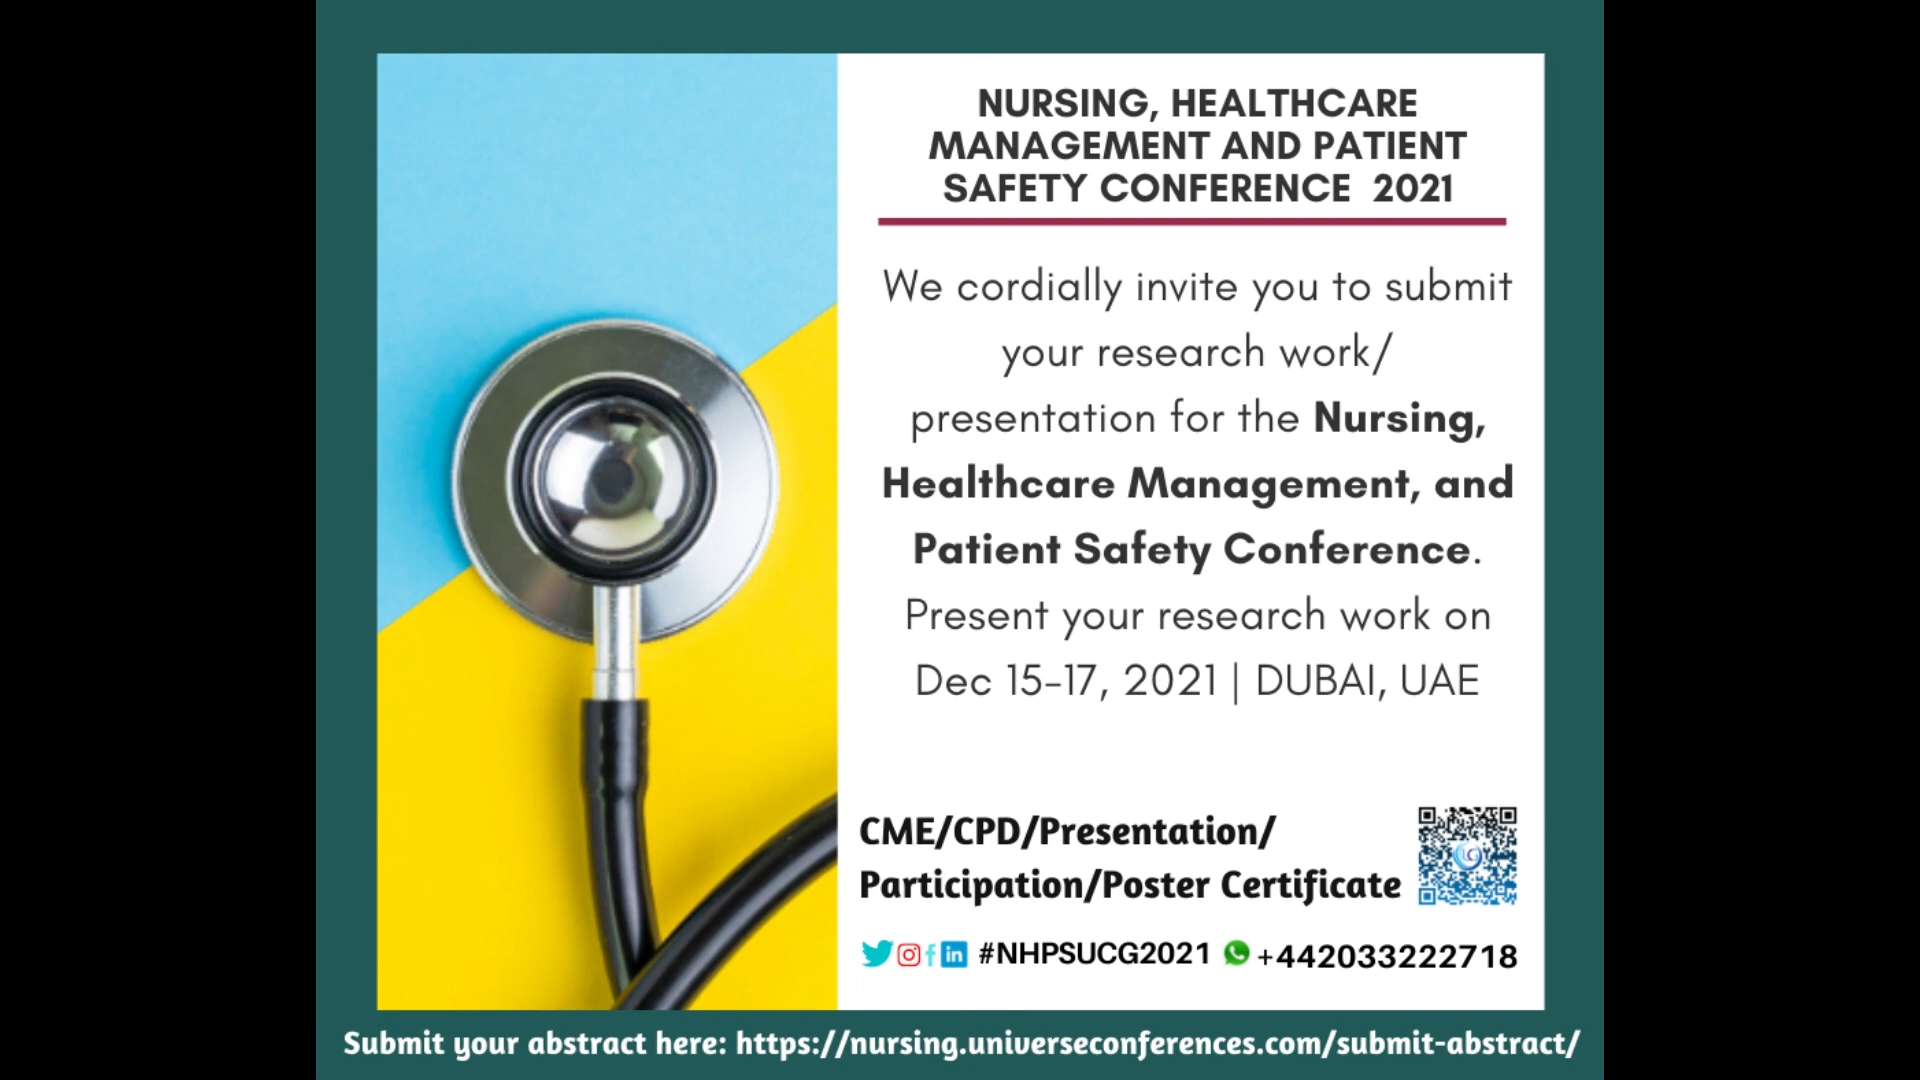 NURSING, HEALTHCARE
MANAGEMENT AND PATIENT
SAFETY CONFERENCE 2021
We cordially invite you to submit
your research work/
presentation for the Nursing,
Healthcare Management, and
Patient Safety Conference.
Present your research work on
Dec 15-17, 2021 | DUBAI, UAE
CME/CPD/Presentation/
Participation/Poster Certificate
#NHPSUCG2021 +442033222718
Submit your abstract here: https://nursing.universeconferences.com/submit-abstract/